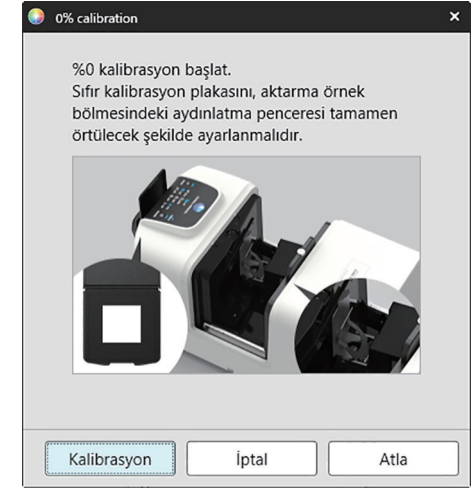 0% calibration
%0 kalibrasyon başlat.
Sıfır kalibrasyon plakasını, aktarma örnek
bölmesindeki aydınlatma penceresi tamamen
örtülecek şekilde ayarlanmalıdır.
Kalibrasyon
İptal
Atla